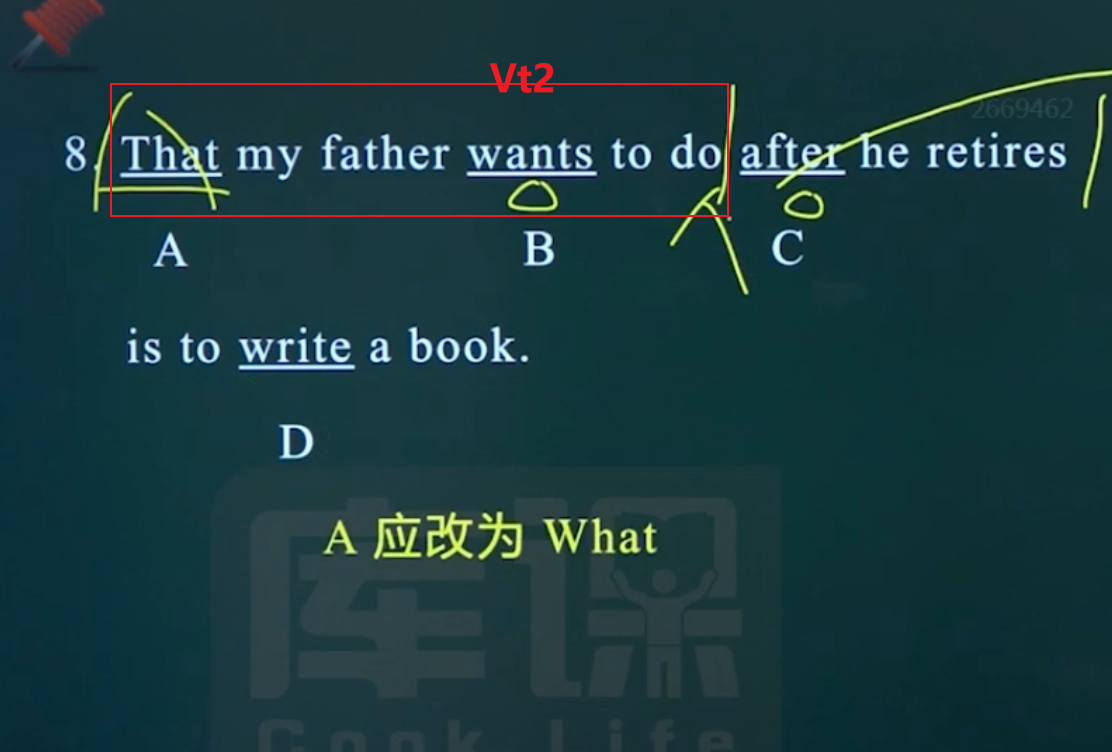 Vt2
2669462
8. That my father wants to do after he retires
A B C
is to write a book.
D
A 应改为 What
库课
Cook Life